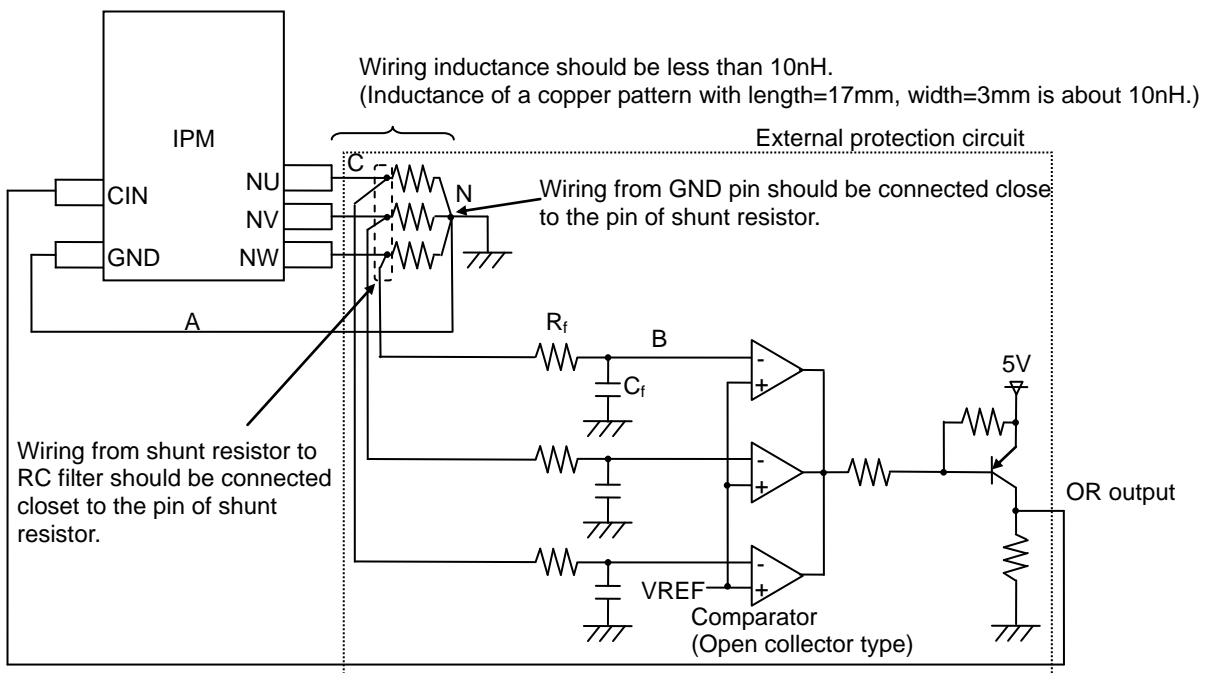 Wiring inductance should be less than 10nH.
(Inductance of a copper pattern with length=17mm, width=3mm is about 10nH.)
IPM
External protection circuit
C
NU
CIN
N
Wiring from GND pin should be connected close
to the pin of shunt resistor.
NV
GND
NW
A
Rf
B
5V
-
+
Cf
Wiring from shunt resistor to
RC filter should be connected
closet to the pin of shunt
resistor.
-
+
OR output
-
VREF
+
Comparator
(Open collector type)